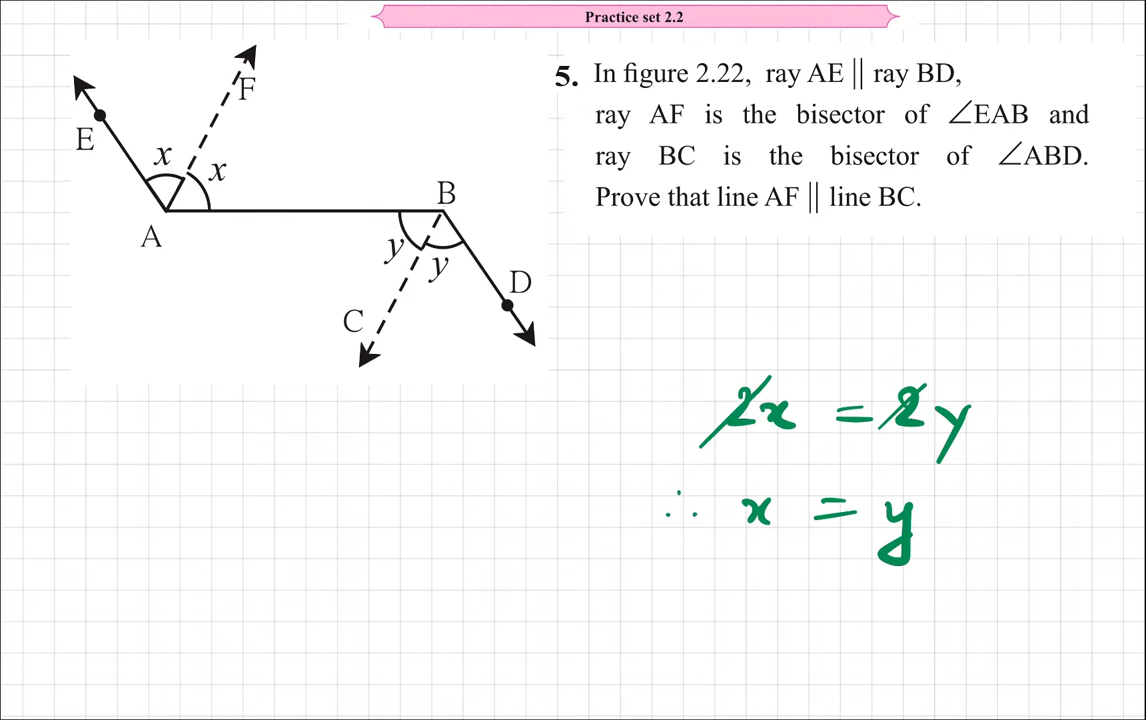 Practice set 2.2
F
E
x
x
A
B
y
y
D
C
5. In figure 2.22, ray AE || ray BD,
ray AF is the bisector of ∠EAB and
ray BC is the bisector of ∠ABD.
Prove that line AF || line BC.
2x = 2y
∴ x = y